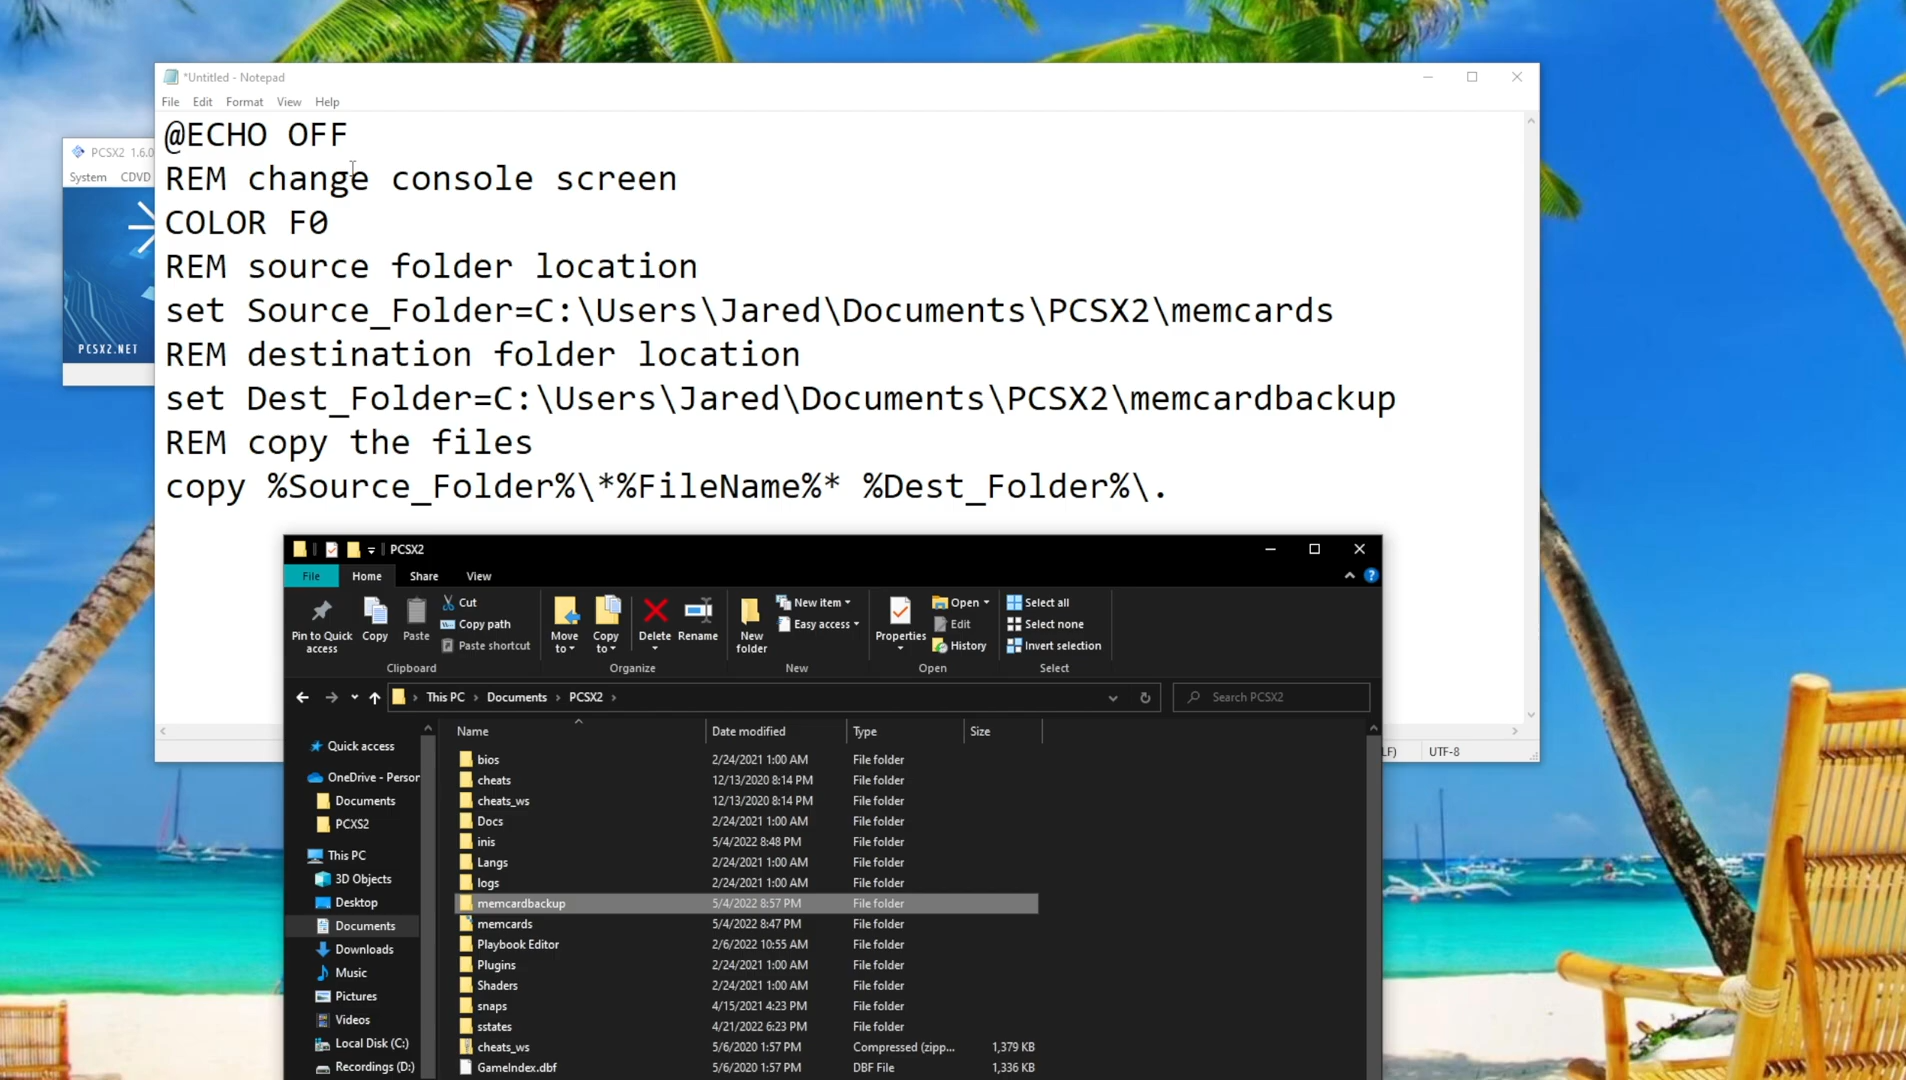 *Untitled - Notepad
File Edit Format View Help
@ECHO OFF
REM change console screen
COLOR F0
REM source folder location
set Source_Folder=C:\Users\Jared\Documents\PCSX2\memcards
REM destination folder location
set Dest_Folder=C:\Users\Jared\Documents\PCSX2\memcardbackup
REM copy the files
copy %Source_Folder%\*%FileName%* %Dest_Folder%\.
LF) UTF-8
PCSX2 1.6.0
System CDVD
PCSX2.NET
PCSX2
File Home Share View
Pin to Quick access
Copy
Paste
Cut
Copy path
Paste shortcut
Clipboard
Move to
Copy to
Delete
Rename
Organize
New folder
New item
Easy access
New
Properties
Open
Edit
History
Open
Select all
Select none
Invert selection
Select
This PC > Documents > PCSX2 >
Search PCSX2
Quick access
OneDrive - Person
Documents
PCXS2
This PC
3D Objects
Desktop
Documents
Downloads
Music
Pictures
Videos
Local Disk (C:)
Recordings (D:)
Name Date modified Type Size
bios 2/24/2021 1:00 AM File folder
cheats 12/13/2020 8:14 PM File folder
cheats_ws 12/13/2020 8:14 PM File folder
Docs 2/24/2021 1:00 AM File folder
inis 5/4/2022 8:48 PM File folder
Langs 2/24/2021 1:00 AM File folder
logs 2/24/2021 1:00 AM File folder
memcardbackup 5/4/2022 8:57 PM File folder
memcards 5/4/2022 8:47 PM File folder
Playbook Editor 2/6/2022 10:55 AM File folder
Plugins 2/24/2021 1:00 AM File folder
Shaders 2/24/2021 1:00 AM File folder
snaps 4/15/2021 4:23 PM File folder
sstates 4/21/2022 6:23 PM File folder
cheats_ws 5/6/2020 1:57 PM Compressed (zipp... 1,379 KB
GameIndex.dbf 5/6/2020 1:57 PM DBF File 1,336 KB